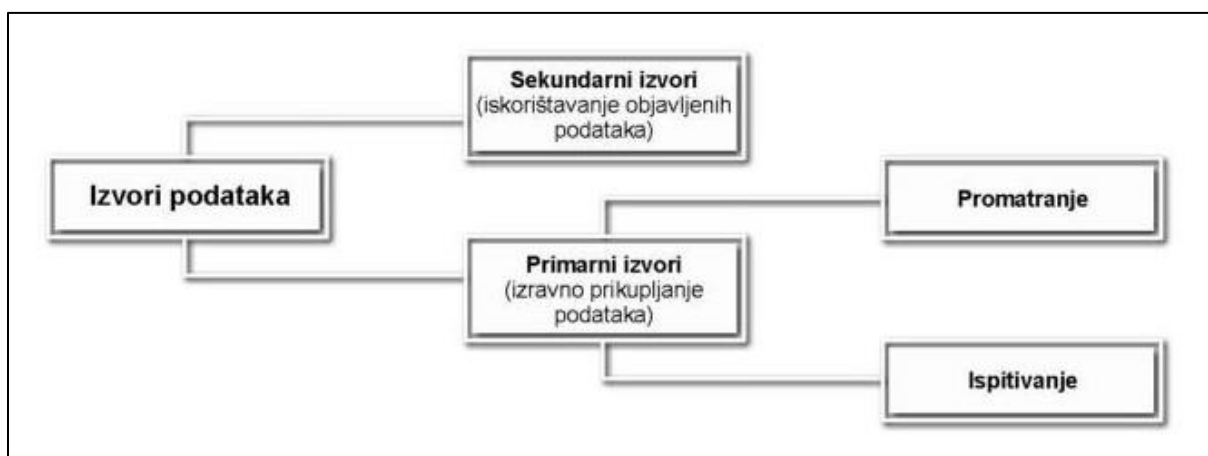 Sekundarni izvori
(iskorištavanje objavljenih
podataka)
Izvori podataka
Promatranje
Primarni izvori
(izravno prikupljanje
podataka)
Ispitivanje